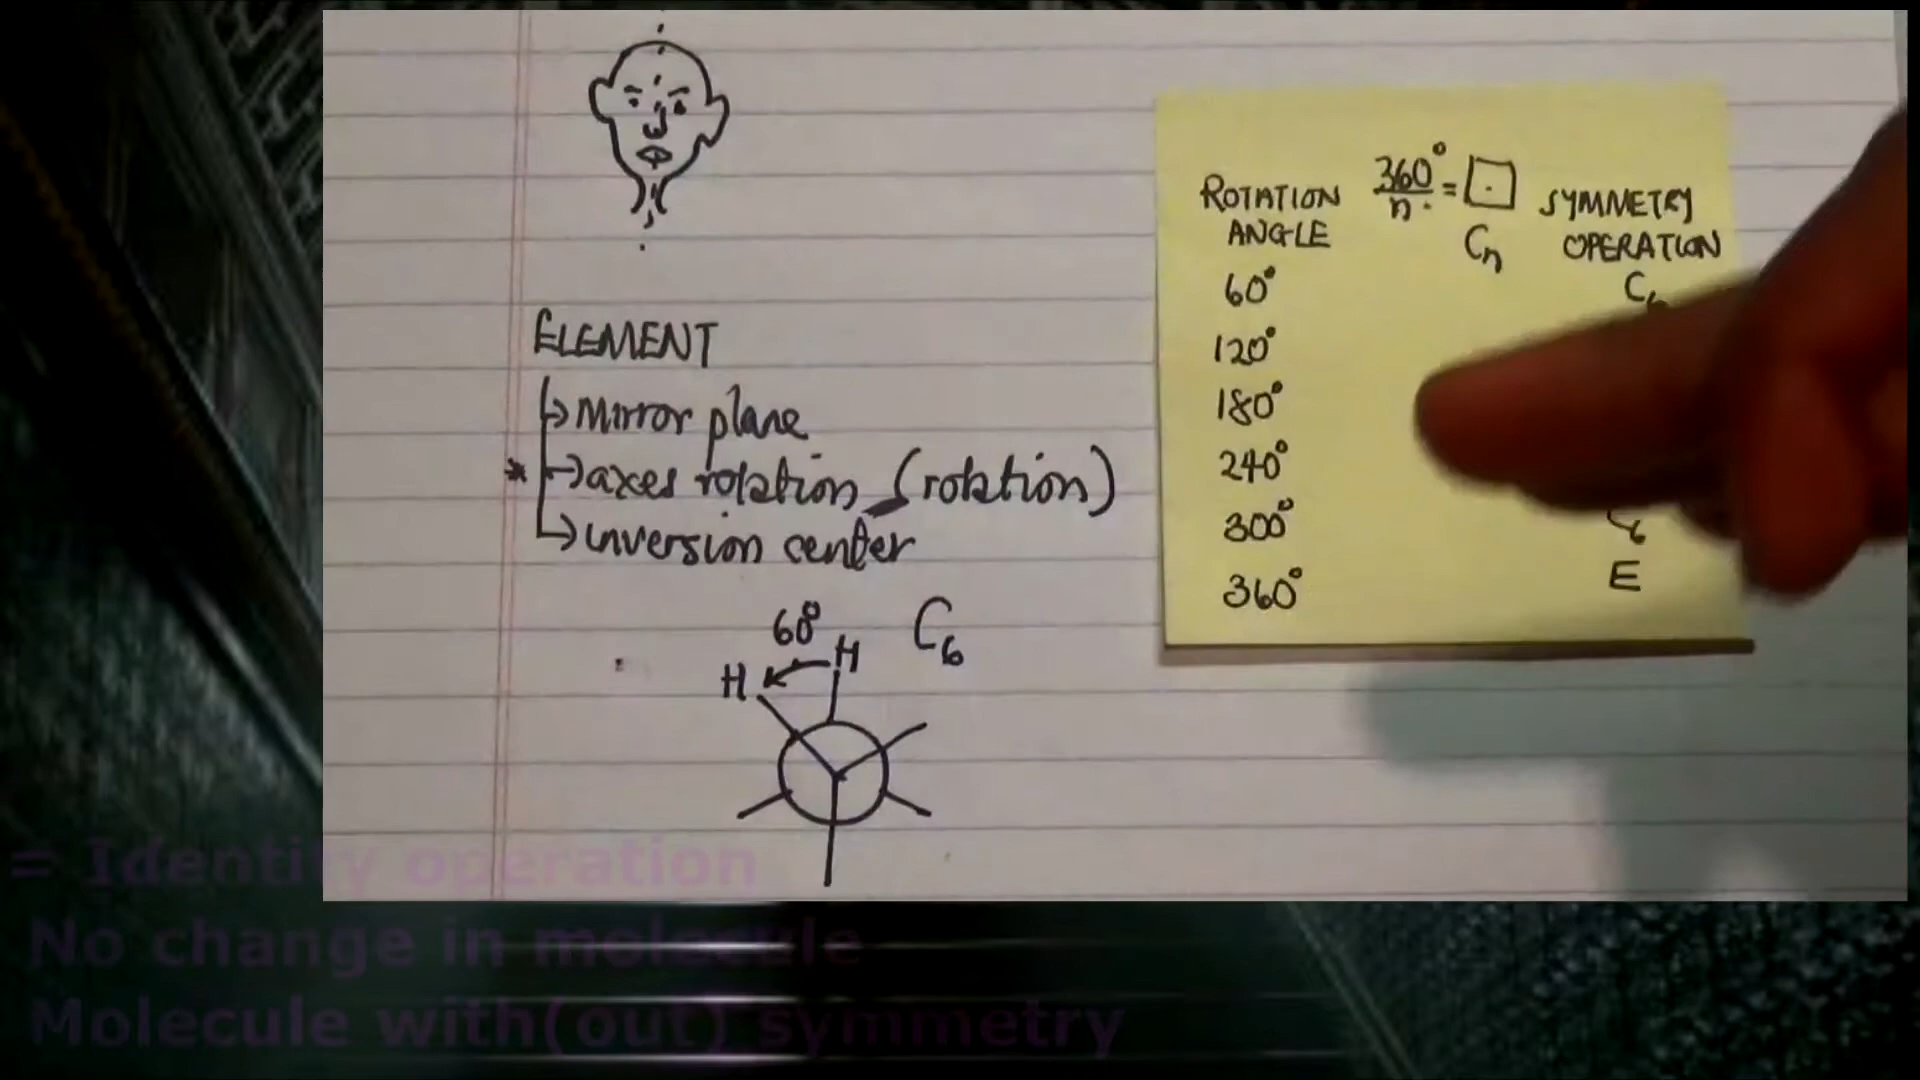 ELEMENT
Mirror plane
axes rotation (rotation)
inversion center
60°
C6
H
H
ROTATION ANGLE
360°/n =
Cn
SYMMETRY OPERATION
60°
120°
180°
240°
300°
360°
E
= Identity operation
No change in molecule
Molecule with(out) symmetry